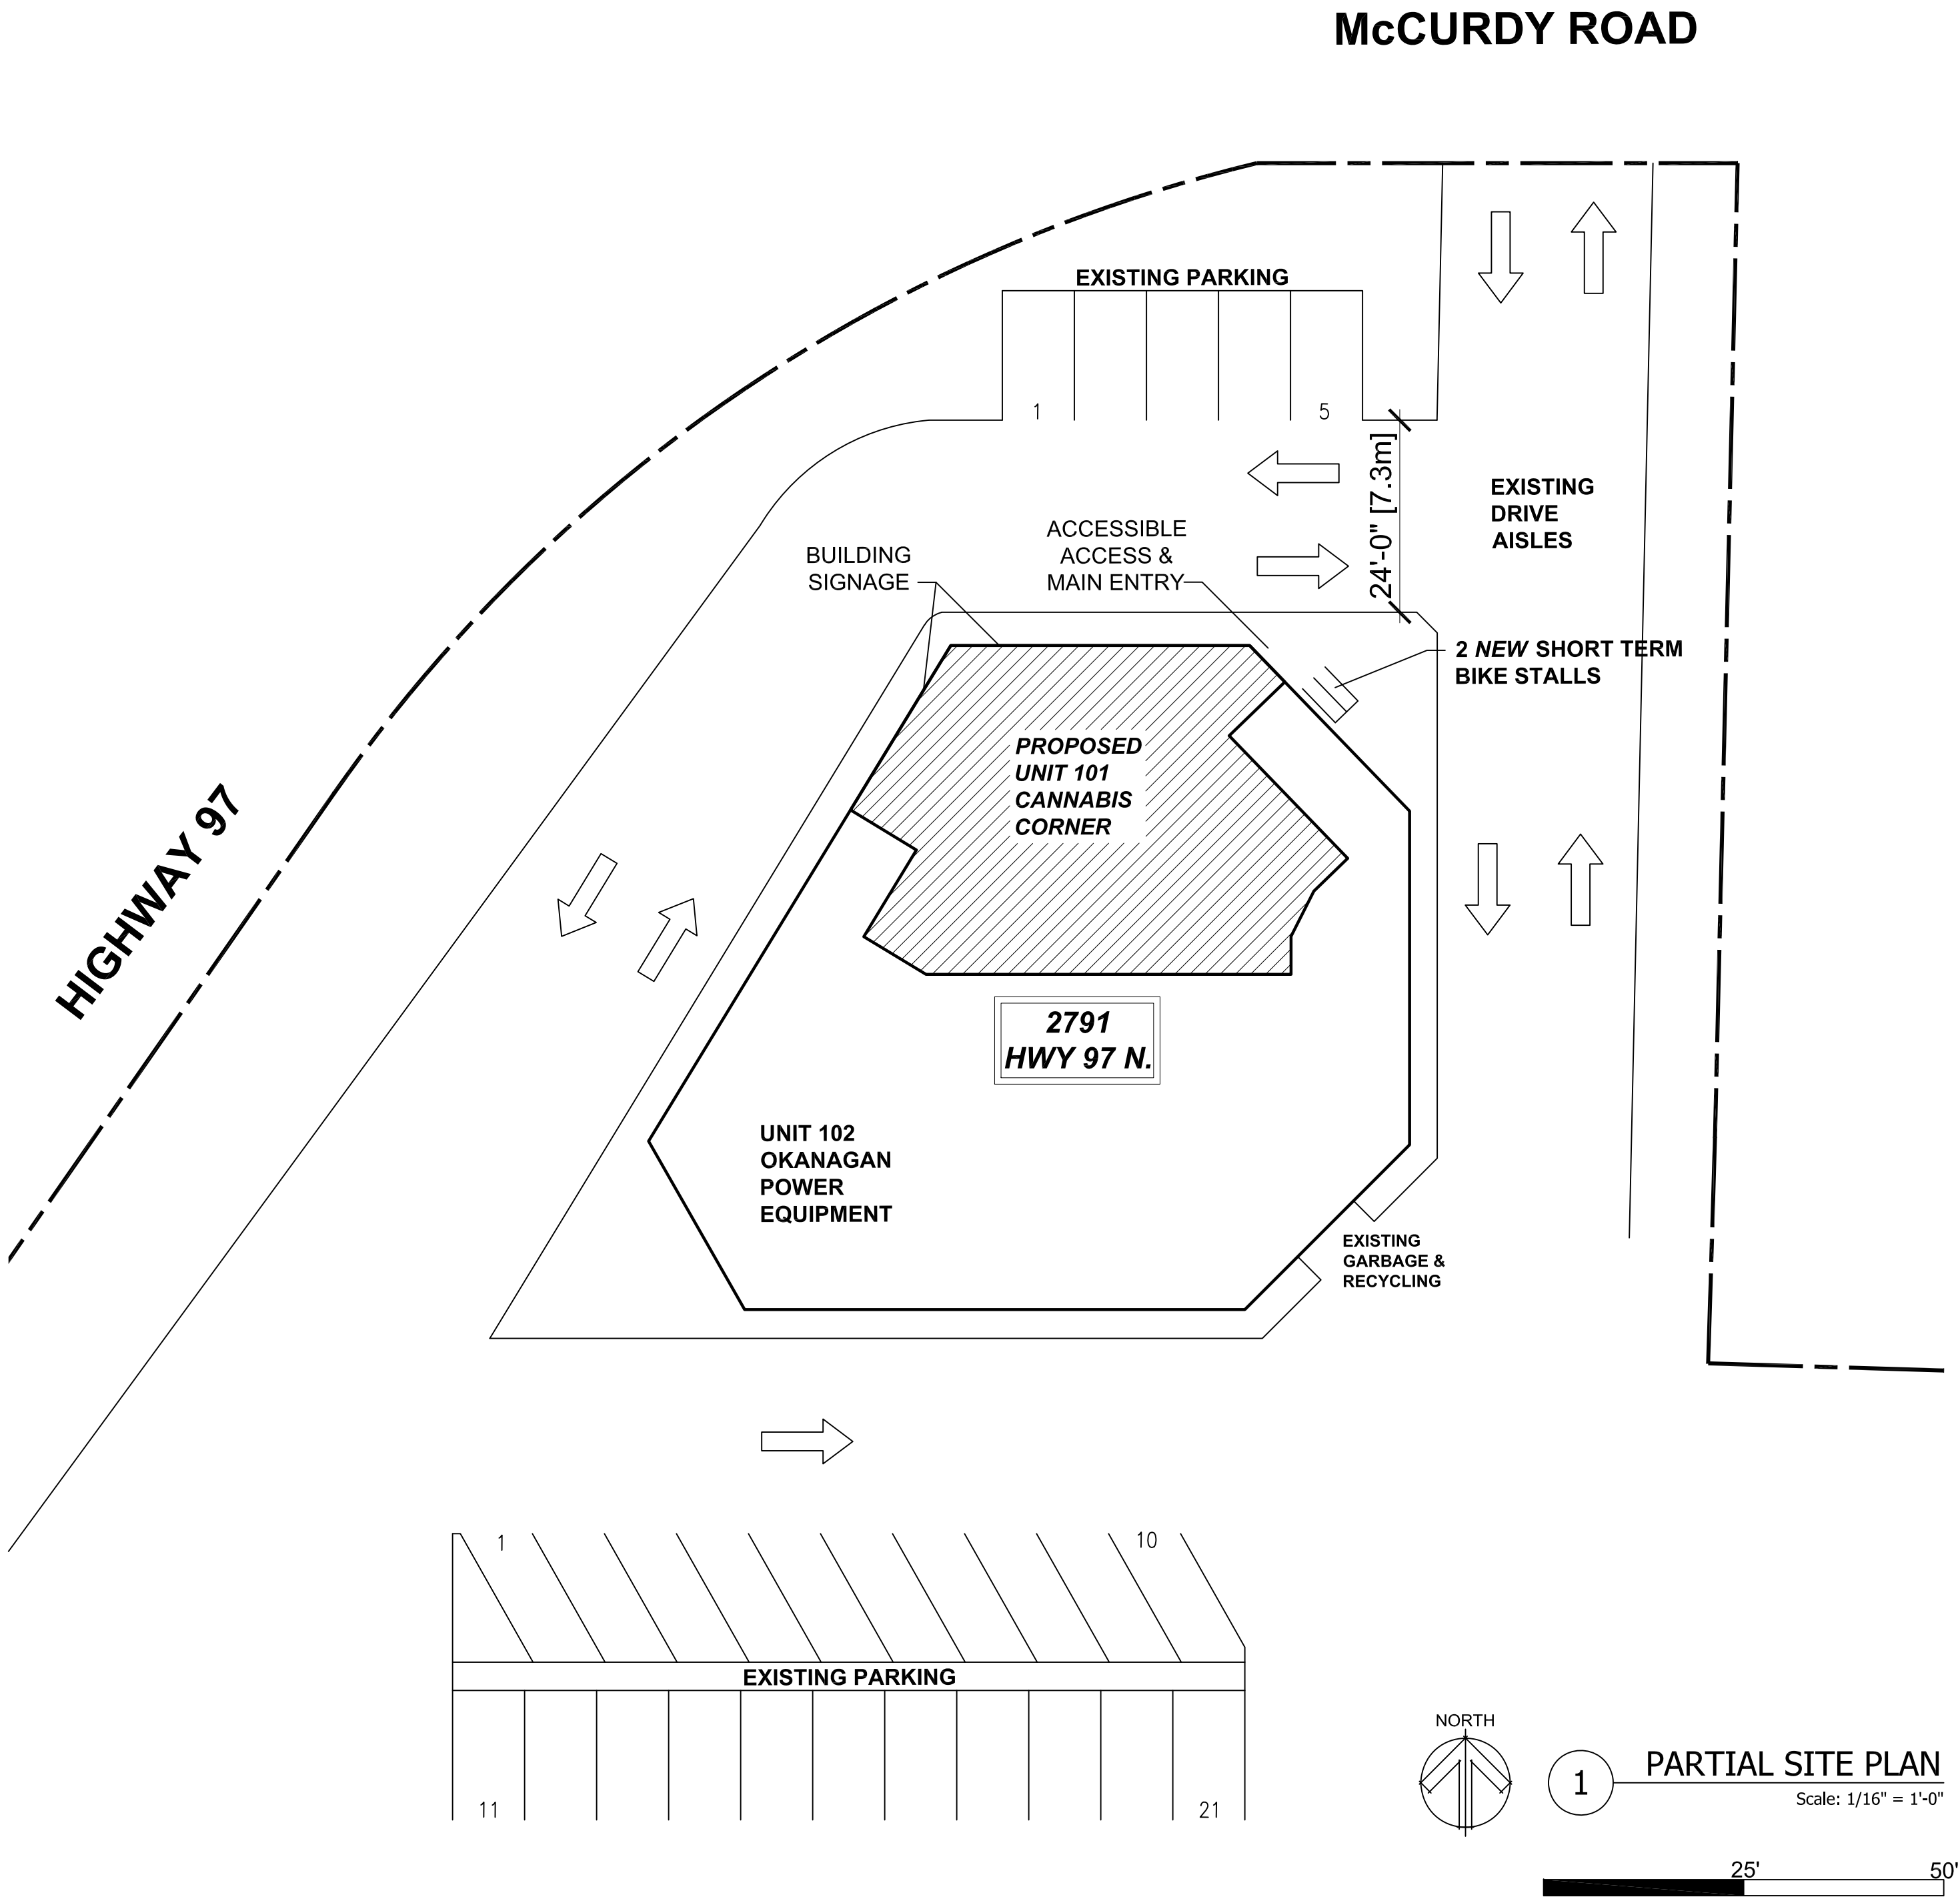 McCURDY ROAD
EXISTING PARKING
1
5
24'-0" [7.3m]
EXISTING
DRIVE
AISLES
BUILDING
SIGNAGE
ACCESSIBLE
ACCESS &
MAIN ENTRY
2 NEW SHORT TERM
BIKE STALLS
PROPOSED
UNIT 101
CANNABIS
CORNER
HIGHWAY 97
2791
HWY 97 N.
UNIT 102
OKANAGAN
POWER
EQUIPMENT
EXISTING
GARBAGE &
RECYCLING
1
10
EXISTING PARKING
11
21
NORTH
1
PARTIAL SITE PLAN
Scale: 1/16" = 1'-0"
25'
50'